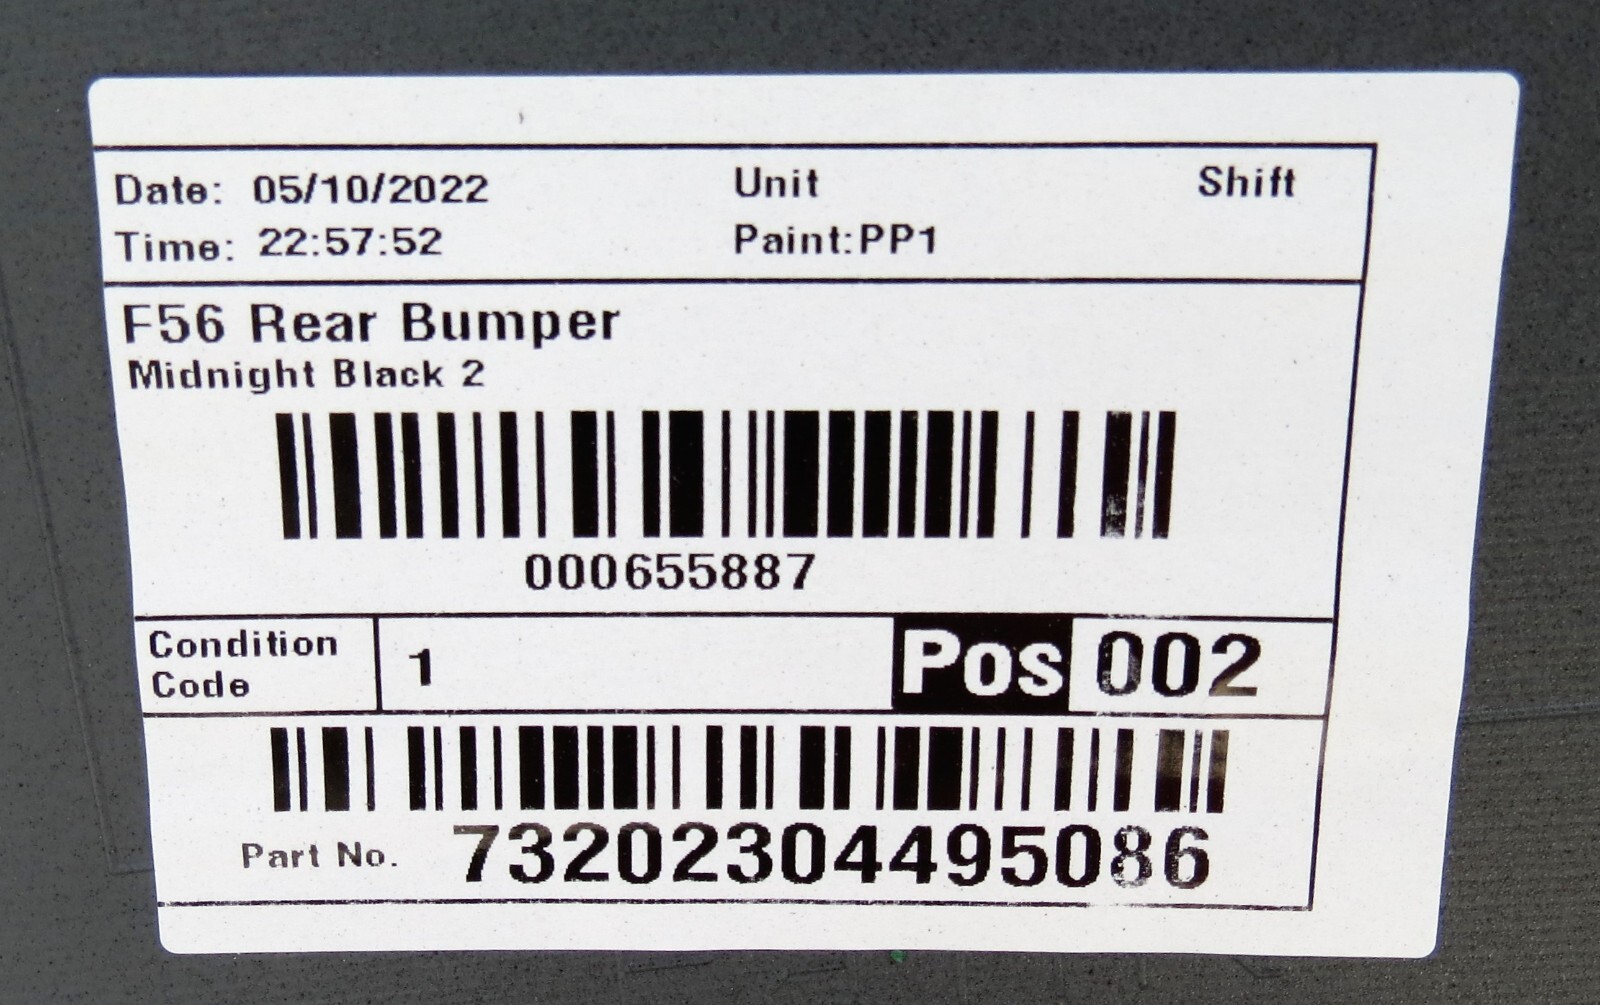 Date: 05/10/2022 Unit Shift
Time: 22:57:52 Paint:PP1
F56 Rear Bumper
Midnight Black 2
000655887
Condition Code 1 Pos 002
Part No. 73202304495086